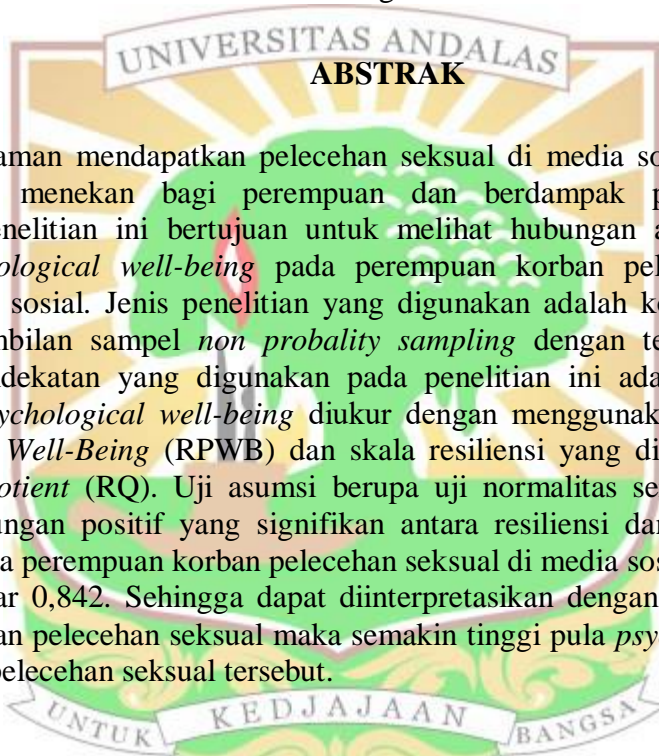 UNIVERSITAS ANDALAS
ABSTRAK
aman mendapatkan pelecehan seksual di media so
menekan bagi perempuan dan berdampak p
enelitian ini bertujuan untuk melihat hubungan a
ological well-being pada perempuan korban pel
sosial. Jenis penelitian yang digunakan adalah k
mbilan sampel non probality sampling dengan te
ndekatan yang digunakan pada penelitian ini ada
ychological well-being diukur dengan menggunak
Well-Being (RPWB) dan skala resiliensi yang di
otient (RQ). Uji asumsi berupa uji normalitas se
ungan positif yang signifikan antara resiliensi dar
a perempuan korban pelecehan seksual di media sos
ar 0,842. Sehingga dapat diinterpretasikan dengan
an pelecehan seksual maka semakin tinggi pula psy
pelecehan seksual tersebut.
UNTUK KEDJAJAAN BANGSA